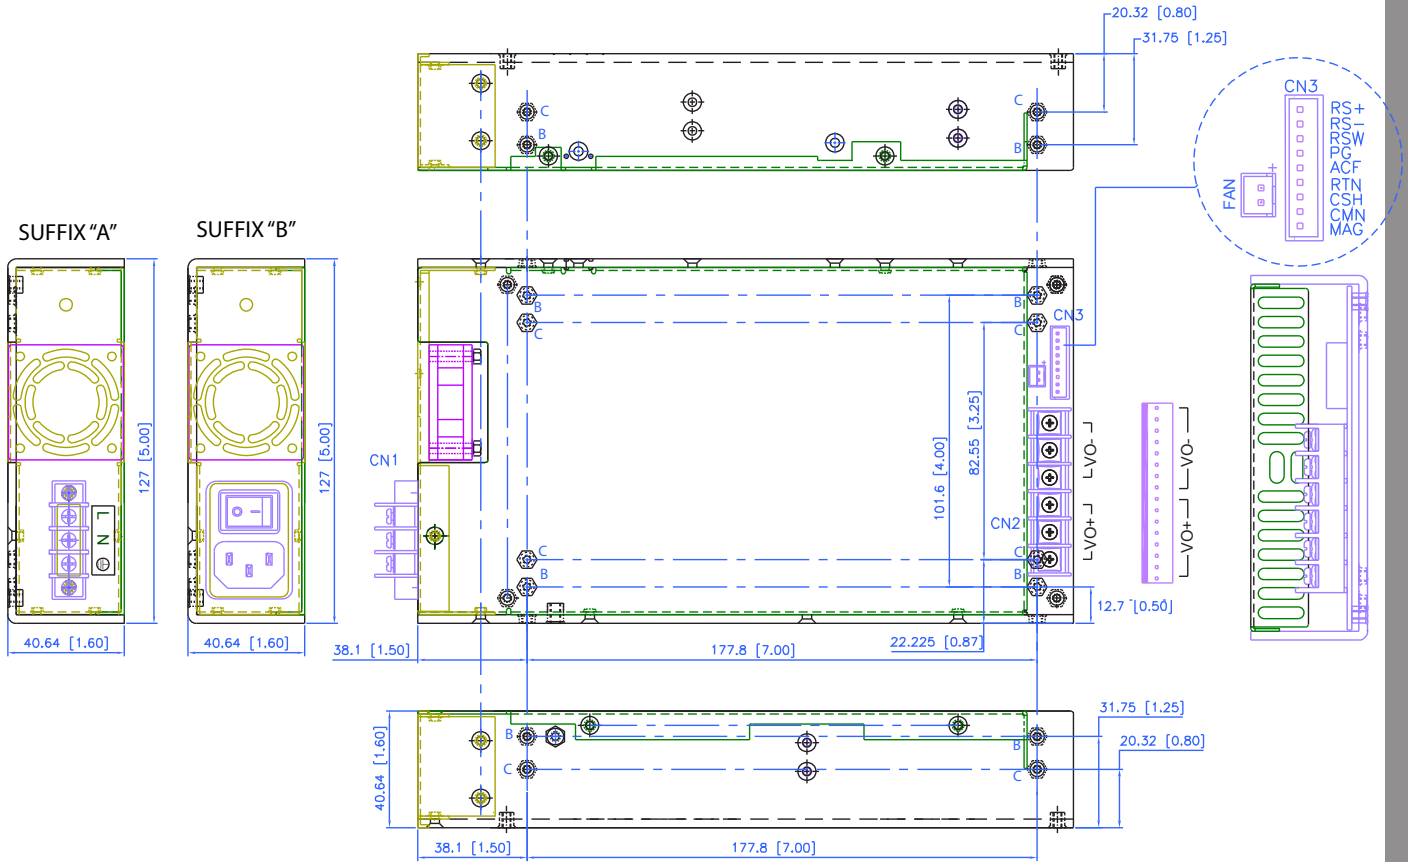 20.32 [0.80]
31.75 [1.25]
CN3
RS+
RS-
RSW
PG
ACF
RTN
CSH
CMN
MAG
+
FAN
C
C
B
B
SUFFIX "A"
SUFFIX "B"
B
B
C
C
CN3
+
127 [5.00]
127 [5.00]
101.6 [4.00]
82.55 [3.25]
VO-
VO-
CN1
CN2
VO+
VO+
L N
C
C
B
B
12.7 [0.50]
40.64 [1.60]
40.64 [1.60]
38.1 [1.50]
177.8 [7.00]
22.225 [0.87]
31.75 [1.25]
20.32 [0.80]
B
B
C
C
40.64 [1.60]
38.1 [1.50]
177.8 [7.00]